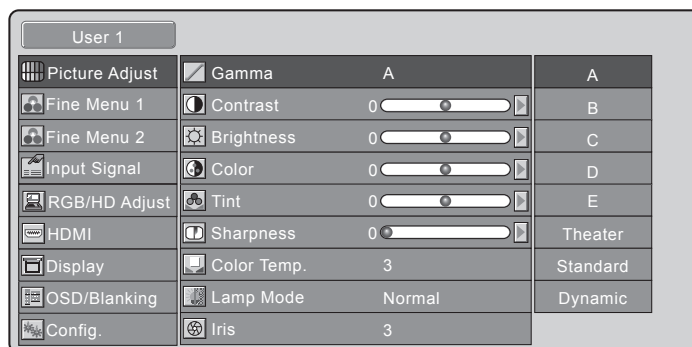 User 1
Picture Adjust Gamma A A
Fine Menu 1 Contrast 0 B
Fine Menu 2 Brightness 0 C
Input Signal Color 0 D
RGB/HD Adjust Tint 0 E
HDMI Sharpness 0 Theater
Display Color Temp. 3 Standard
OSD/Blanking Lamp Mode Normal Dynamic
Config. Iris 3